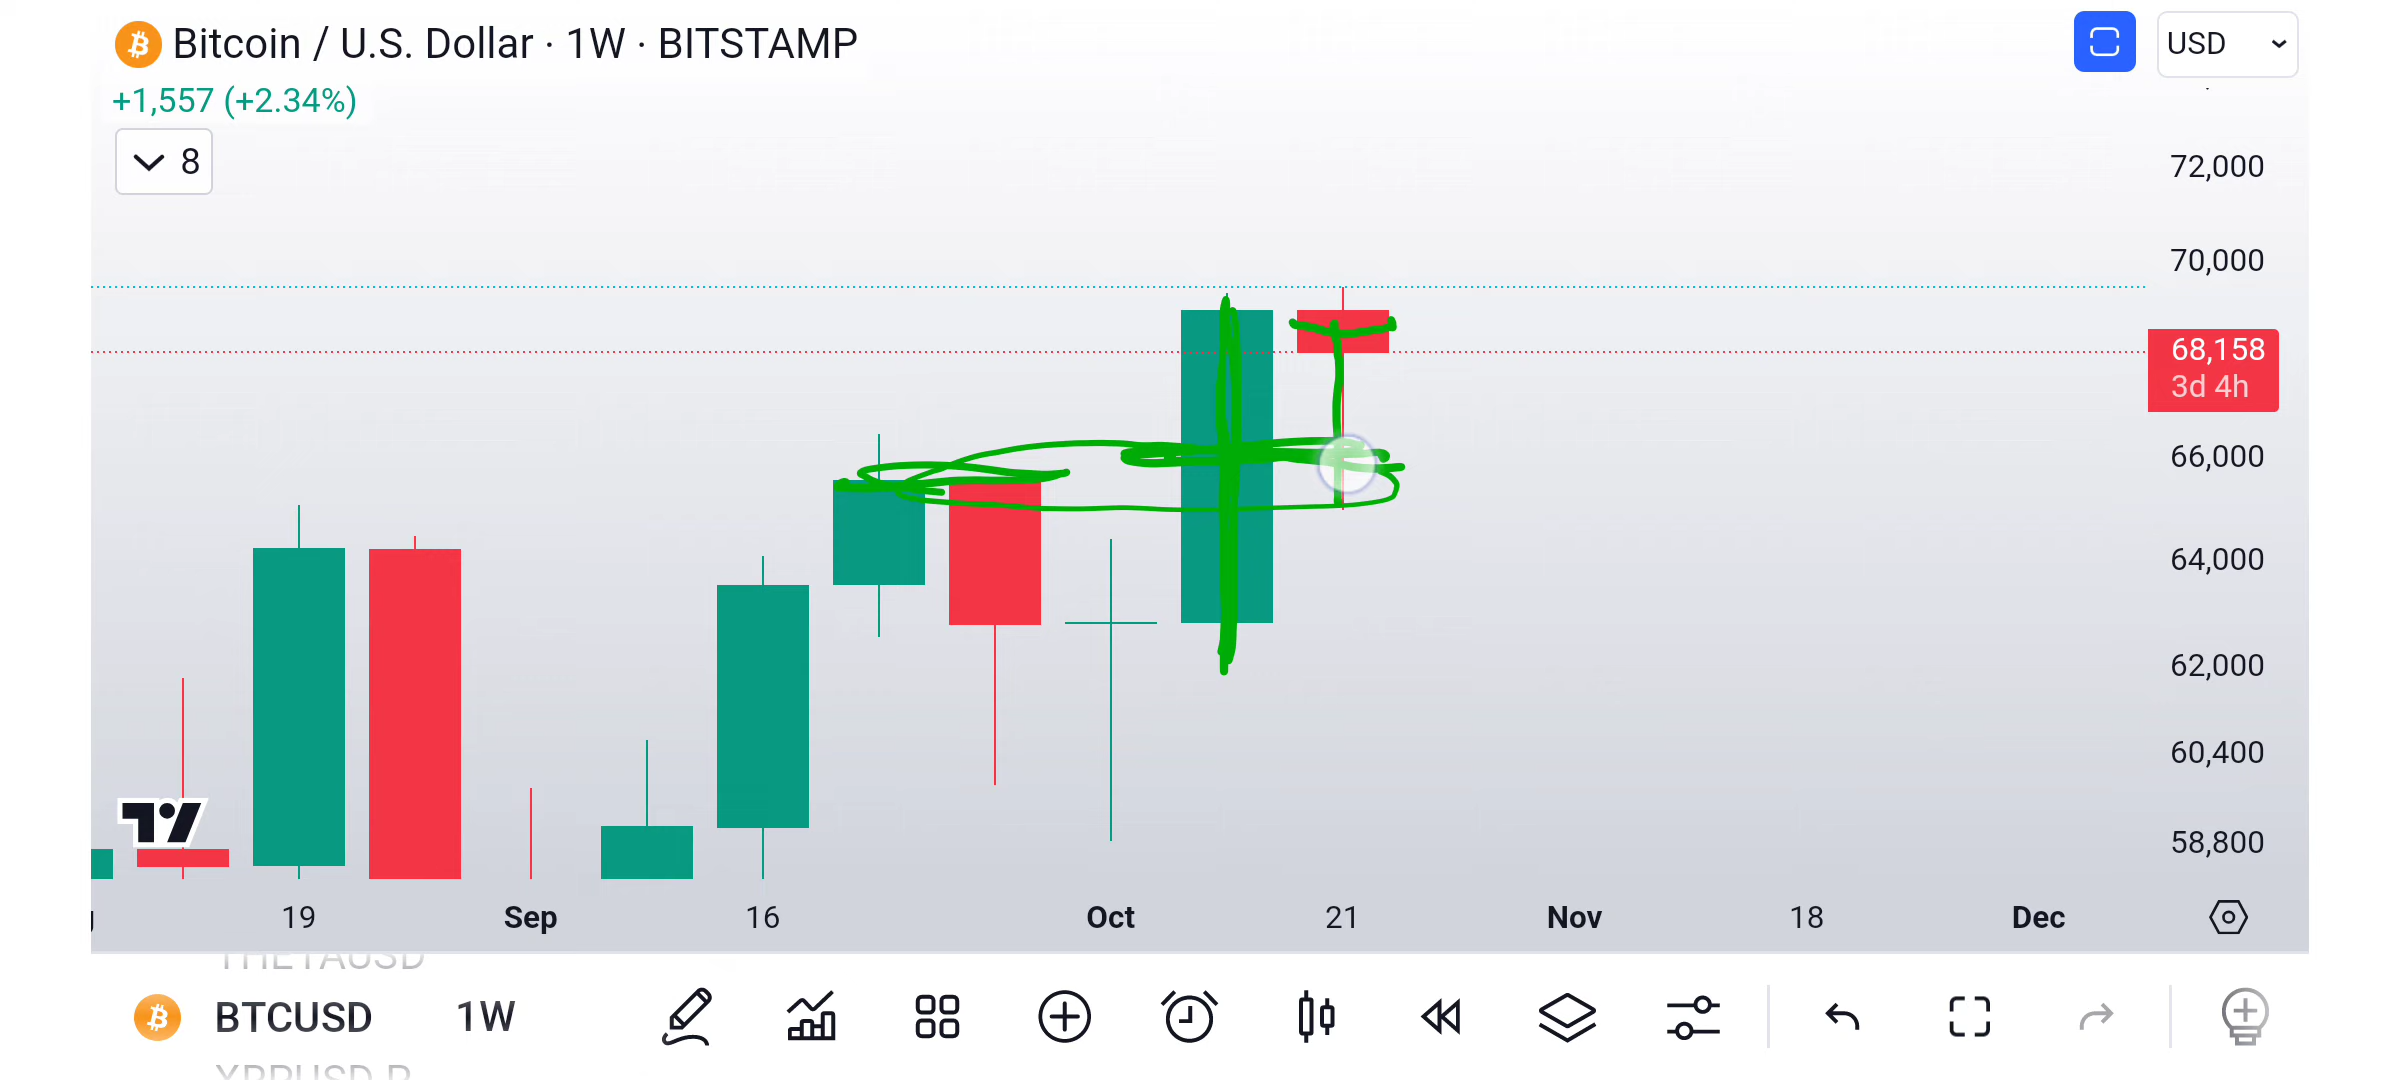 Bitcoin / U.S. Dollar · 1W · BITSTAMP
USD
+1,557 (+2.34%)
8
72,000
70,000
68,158
3d 4h
66,000
64,000
62,000
60,400
58,800
19
Sep
16
Oct
21
Nov
18
Dec
THETAUSD
BTCUSD 1W